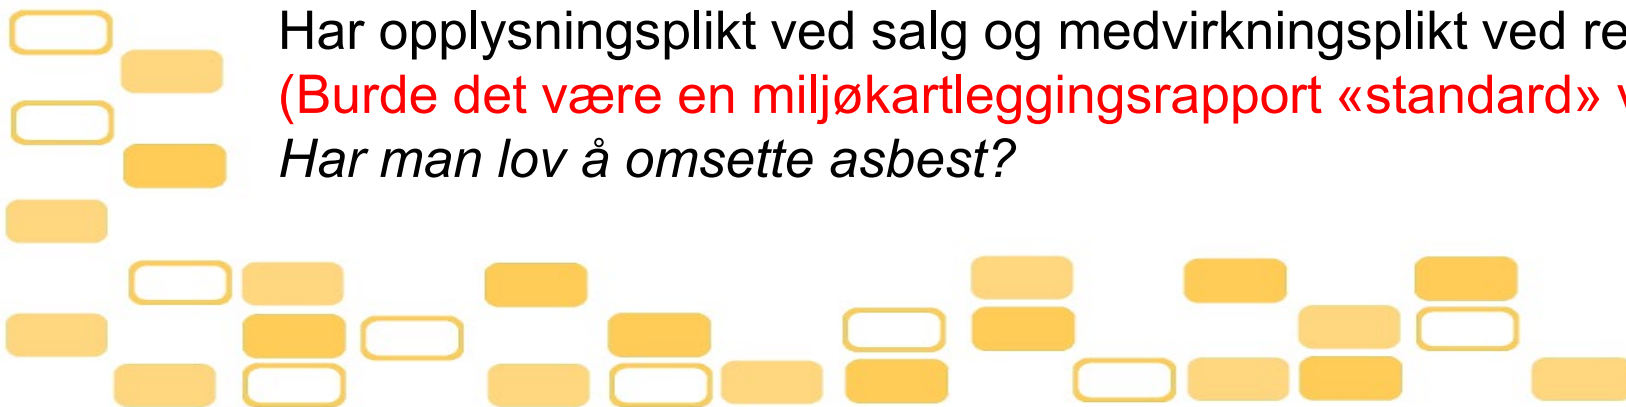 Har opplysningsplikt ved salg og medvirkningsplikt ved re
(Burde det være en miljøkartleggingsrapport «standard» v
Har man lov å omsette asbest?